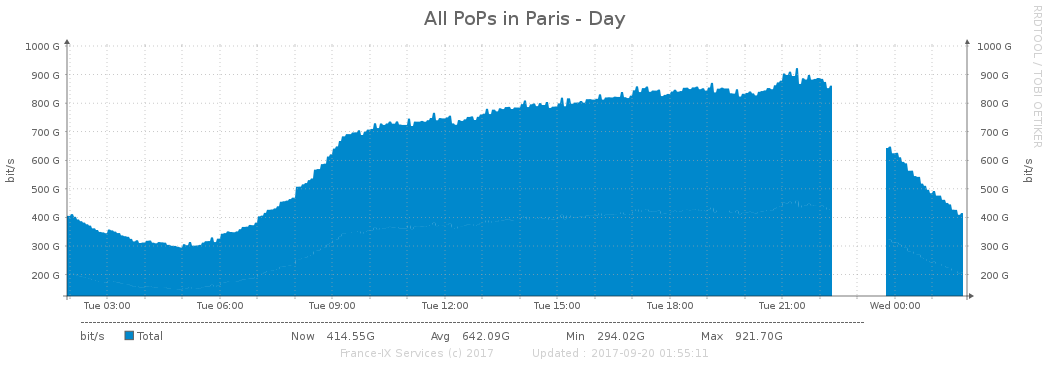 All PoPs in Paris - Day
RRDTOOL / TOBI OETIKER
bit/s
1000 G
900 G
800 G
700 G
600 G
500 G
400 G
300 G
200 G
1000 G
900 G
800 G
700 G
600 G
500 G
400 G
300 G
200 G
bit/s
Tue 03:00 Tue 06:00 Tue 09:00 Tue 12:00 Tue 15:00 Tue 18:00 Tue 21:00 Wed 00:00
bit/s Total Now 414.55G Avg 642.09G Min 294.02G Max 921.70G
France-IX Services (c) 2017 Updated : 2017-09-20 01:55:11